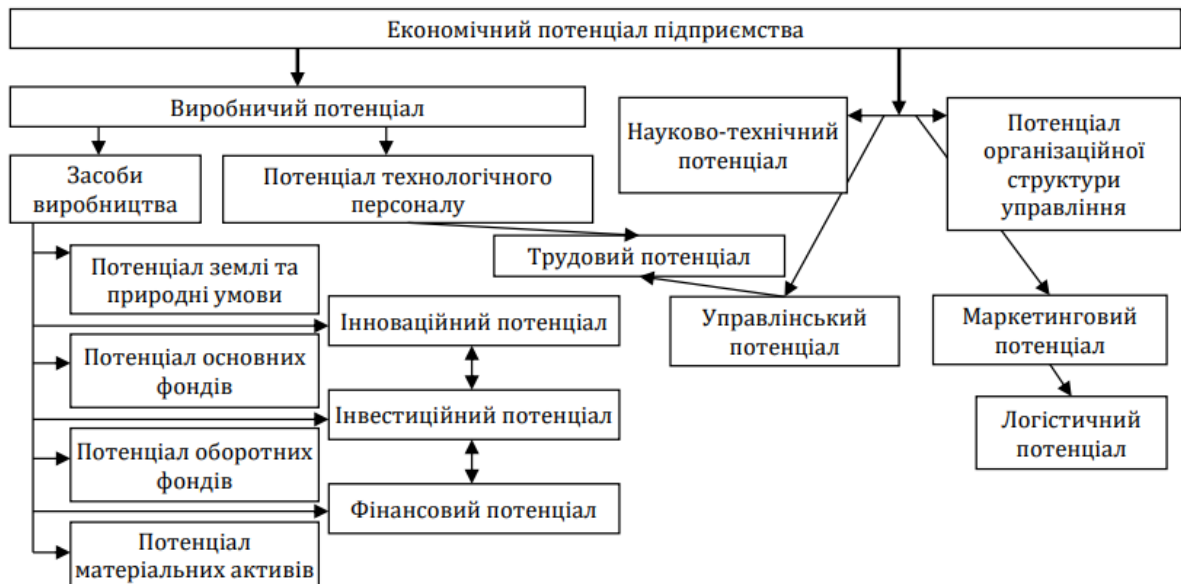 Економічний потенціал підприємства
Виробничий потенціал
Науково-технічний
потенціал
Потенціал
організаційної
структури
управління
Засоби
виробництва
Потенціал технологічного
персоналу
Трудовий потенціал
Потенціал землі та
природні умови
Інноваційний потенціал
Управлінський
потенціал
Маркетинговий
потенціал
Потенціал основних
фондів
Інвестиційний потенціал
Логістичний
потенціал
Потенціал оборотних
фондів
Фінансовий потенціал
Потенціал
матеріальних активів